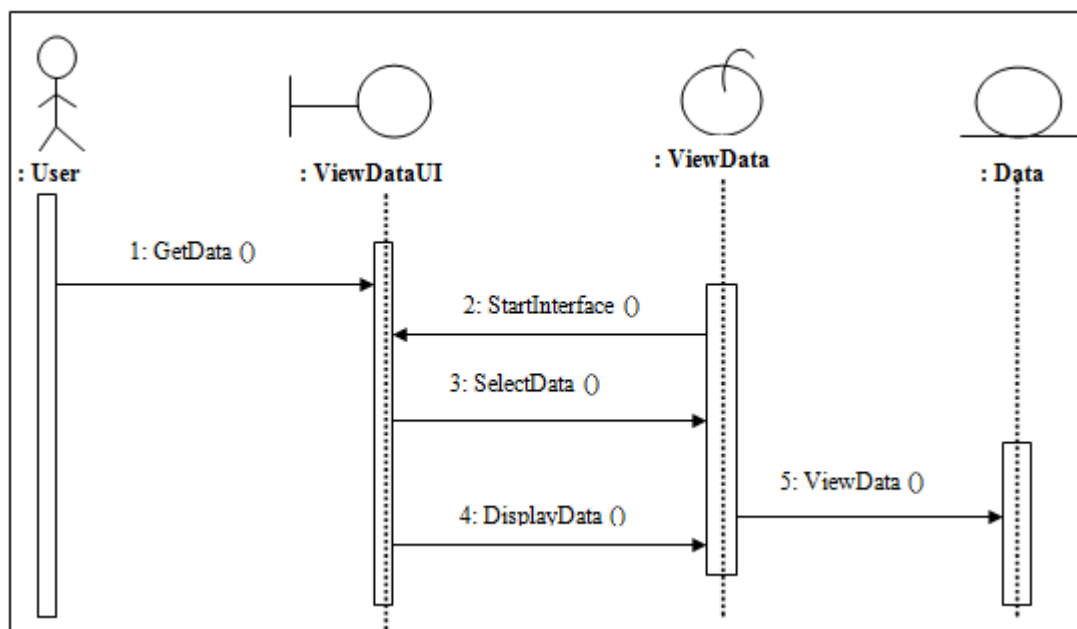 : User
: ViewDataUI
: ViewData
: Data
1: GetData ()
2: StartInterface ()
3: SelectData ()
5: ViewData ()
4: DisplayData ()